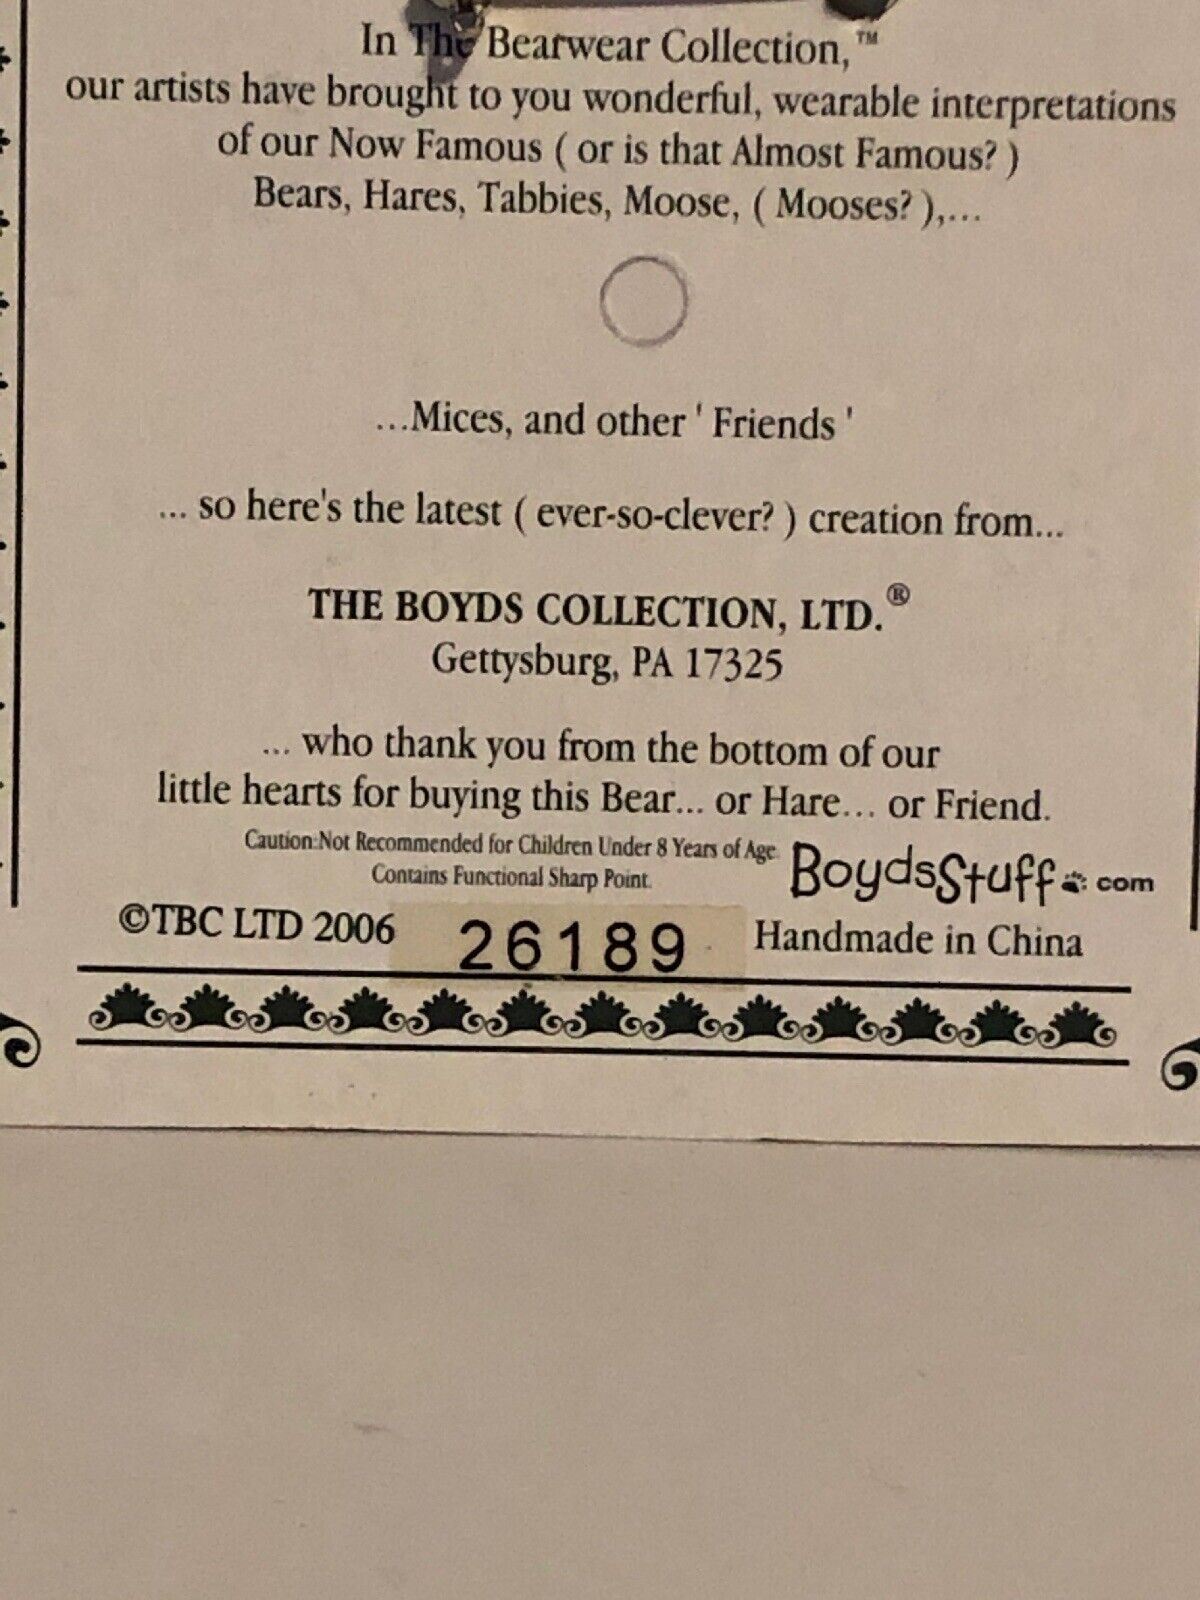 In The Bearwear Collection,™
our artists have brought to you wonderful, wearable interpretations
of our Now Famous ( or is that Almost Famous? )
Bears, Hares, Tabbies, Moose, ( Mooses? ),...
...Mices, and other ' Friends '
... so here's the latest ( ever-so-clever? ) creation from...
THE BOYDS COLLECTION, LTD.®
Gettysburg, PA 17325
... who thank you from the bottom of our
little hearts for buying this Bear... or Hare... or Friend.
Caution:Not Recommended for Children Under 8 Years of Age.
Contains Functional Sharp Point.
BoydsStuff.com
©TBC LTD 2006 26189 Handmade in China